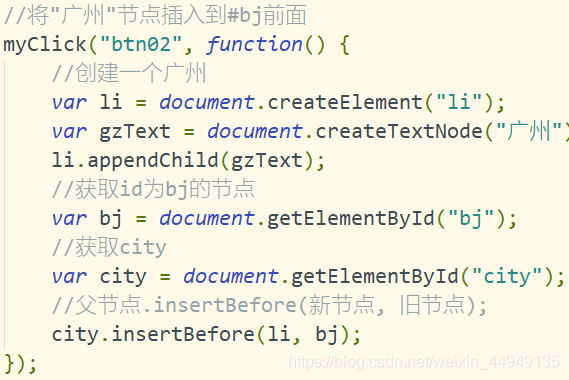 //将"广州"节点插入到#bj前面
myClick("btn02", function() {
//创建一个广州
var li = document.createElement("li");
var gzText = document.createTextNode("广州")
li.appendChild(gzText);
//获取id为bj的节点
var bj = document.getElementById("bj");
//获取city
var city = document.getElementById("city");
//父节点.insertBefore(新节点, 旧节点);
city.insertBefore(li, bj);
});
https://blog.csdn.net/weixin_44949135